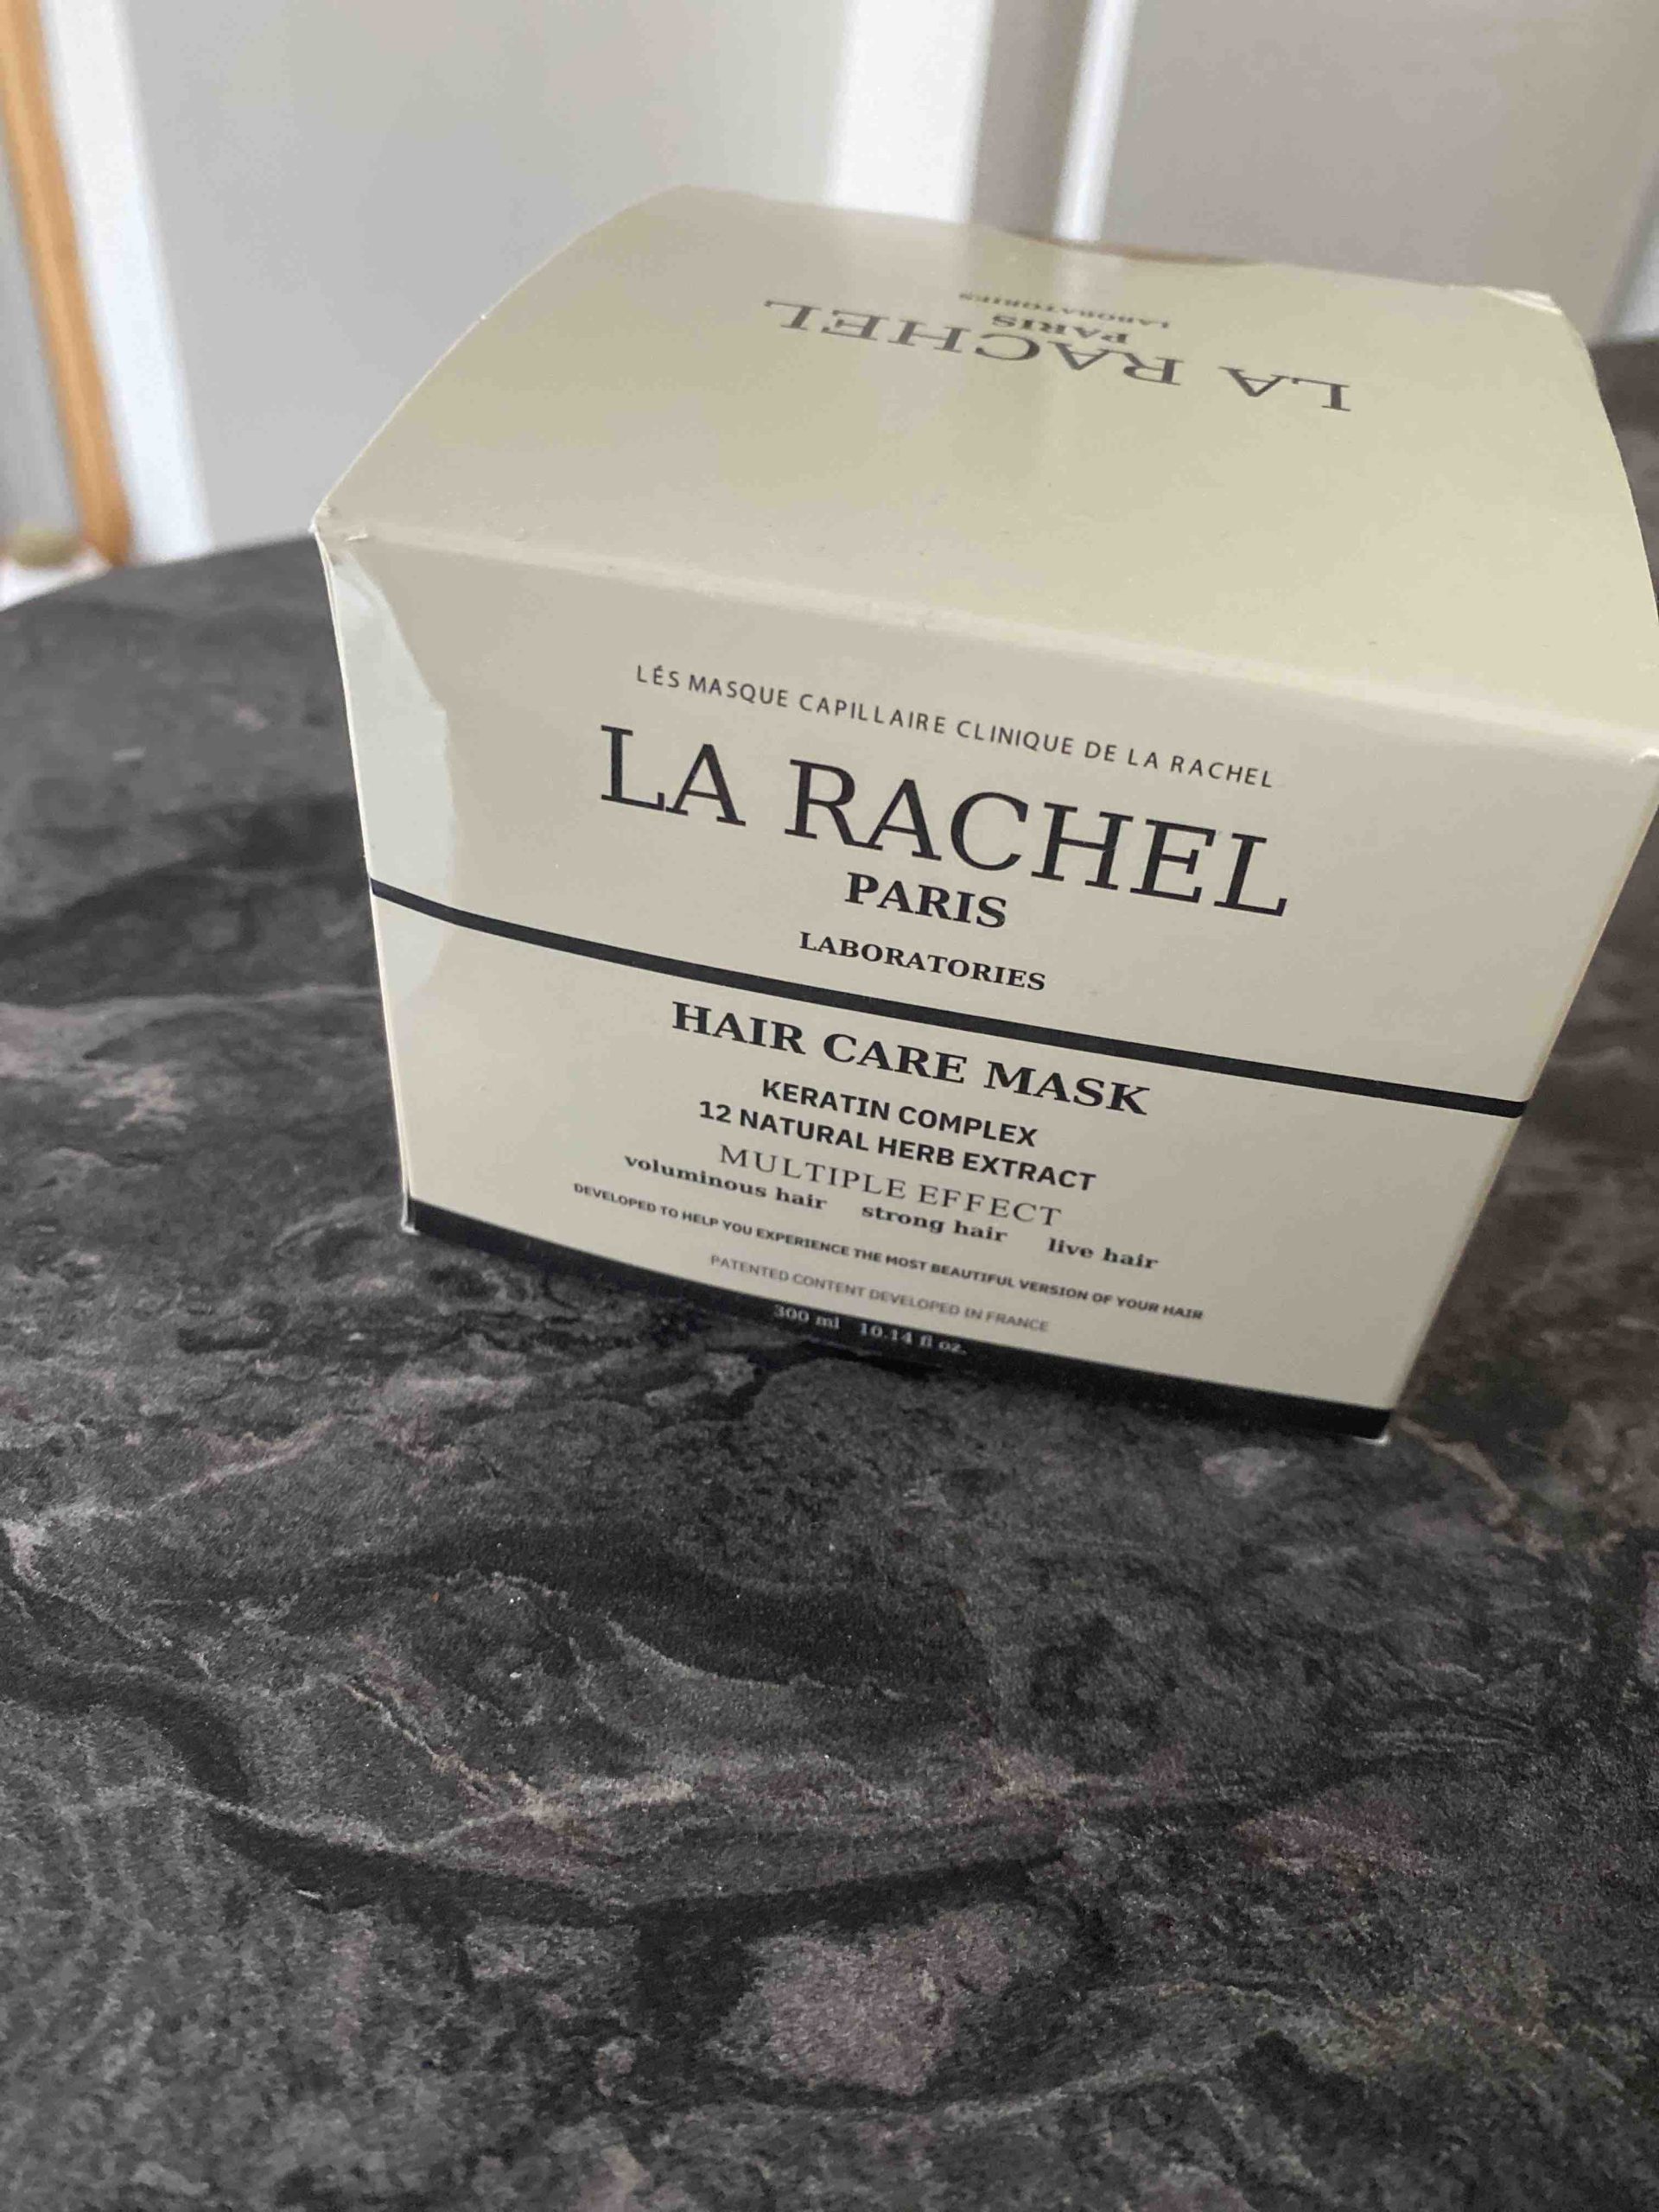 LA RACHEL
PARIS
LABORATORIES
LÉS MASQUE CAPILLAIRE CLINIQUE DE LA RACHEL
LA RACHEL
PARIS
LABORATORIES
HAIR CARE MASK
KERATIN COMPLEX
12 NATURAL HERB EXTRACT
MULTIPLE EFFECT
voluminous hair strong hair live hair
DEVELOPED TO HELP YOU EXPERIENCE THE MOST BEAUTIFUL VERSION OF YOUR HAIR
PATENTED CONTENT DEVELOPED IN FRANCE
300 ml 10.14 fl oz.